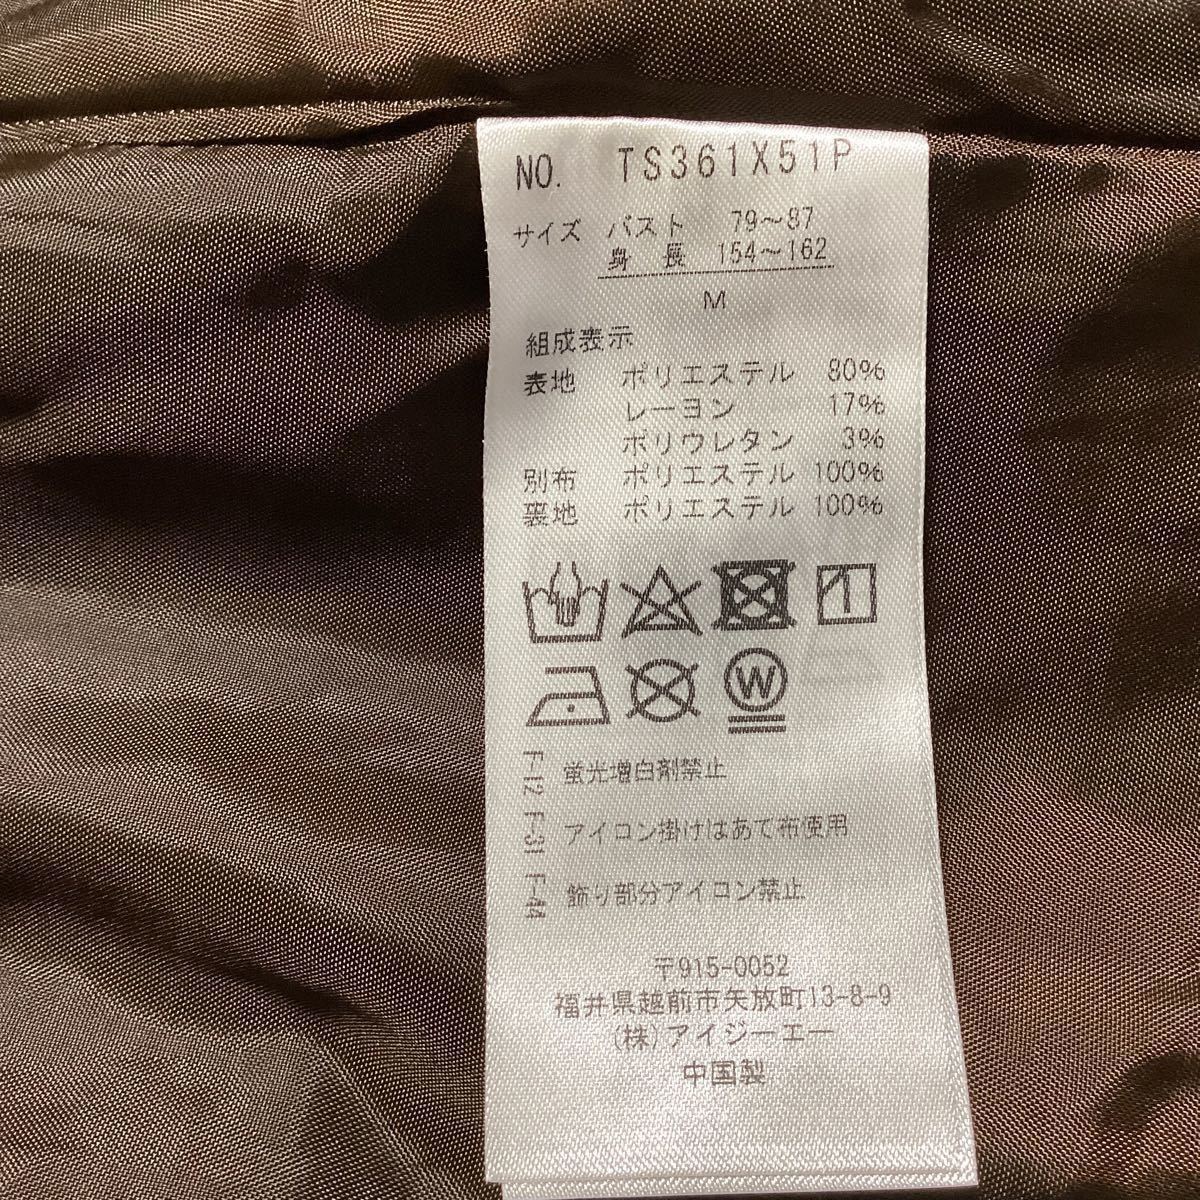 NO. TS361X51P
サイズ バスト 79～87
身長 154～162
M
組成表示
表地 ポリエステル 80%
レーヨン 17%
ポリウレタン 3%
別布 ポリエステル 100%
裏地 ポリエステル 100%
W
F-12 蛍光増白剤禁止
F-31 アイロン掛けはあて布使用
F-44 飾り部分アイロン禁止
〒915-0052
福井県越前市矢放町13-8-9
(株)アイジーエー
中国製